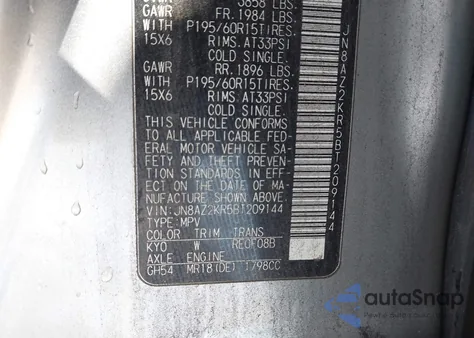 3858 LBS.
GAWR FR. 1984 LBS.
WITH P195/60R15TIRES.
15X6 RIMS. AT33PSI
COLD SINGLE.
GAWR RR. 1896 LBS.
WITH P195/60R15TIRES.
15X6 RIMS. AT33PSI
COLD SINGLE.
THIS VEHICLE CONFORMS
TO ALL APPLICABLE FED-
ERAL MOTOR VEHICLE SA-
FETY AND THEFT PREVEN-
TION STANDARDS IN EFF-
ECT ON THE DATE OF MA-
NUFACTURE SHOWN ABOVE.
VIN: JN8AZ2KR5BT209144
TYPE: MPV
COLOR TRIM TRANS
KYO W RE0F08B
AXLE ENGINE
GH54 MR18(DE) 1798CC
JN8AZ2KR5BT209144
autoSnap